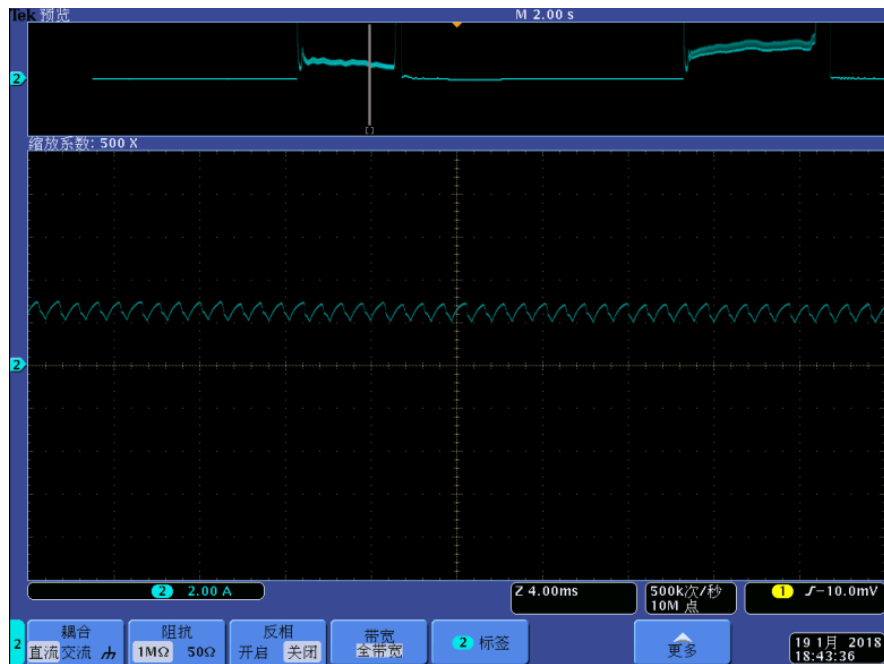 Tek 预览 M 2.00 s
2
缩放系数: 500 X
2
2 2.00 A Z 4.00ms 500k次/秒 1 -10.0mV
10M 点
2 耦合 阻抗 反相 带宽 2 标签 更多
直流 交流 1MΩ 50Ω 开启 关闭 全带宽
19 1月 2018
18:43:36